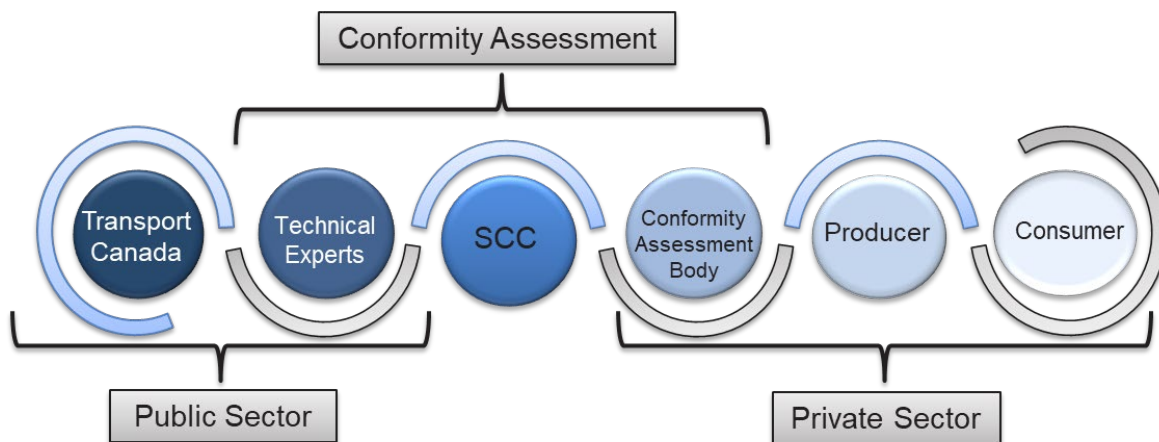 Conformity Assessment
Transport
Canada
Technical
Experts
SCC
Conformity
Assessment
Body
Producer
Consumer
Public Sector
Private Sector